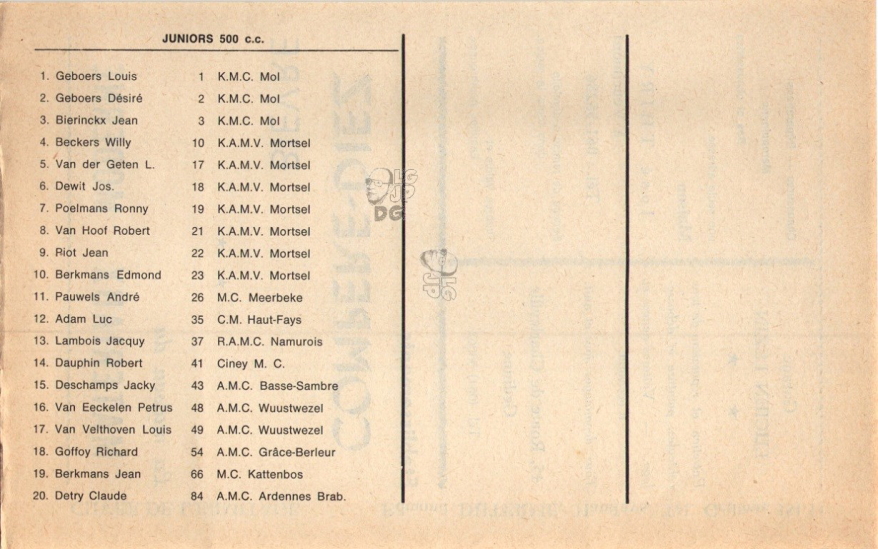 JUNIORS 500 c.c.
1. Geboers Louis 1 K.M.C. Mol
2. Geboers Désiré 2 K.M.C. Mol
3. Bierinckx Jean 3 K.M.C. Mol
4. Beckers Willy 10 K.A.M.V. Mortsel
5. Van der Geten L. 17 K.A.M.V. Mortsel
6. Dewit Jos. 18 K.A.M.V. Mortsel
7. Poelmans Ronny 19 K.A.M.V. Mortsel
8. Van Hoof Robert 21 K.A.M.V. Mortsel
9. Riot Jean 22 K.A.M.V. Mortsel
10. Berkmans Edmond 23 K.A.M.V. Mortsel
11. Pauwels André 26 M.C. Meerbeke
12. Adam Luc 35 C.M. Haut-Fays
13. Lambois Jacquy 37 R.A.M.C. Namurois
14. Dauphin Robert 41 Ciney M. C.
15. Deschamps Jacky 43 A.M.C. Basse-Sambre
16. Van Eeckelen Petrus 48 A.M.C. Wuustwezel
17. Van Velthoven Louis 49 A.M.C. Wuustwezel
18. Goffoy Richard 54 A.M.C. Grâce-Berleur
19. Berkmans Jean 66 M.C. Kattenbos
20. Detry Claude 84 A.M.C. Ardennes Brab.
LG
JP
DG